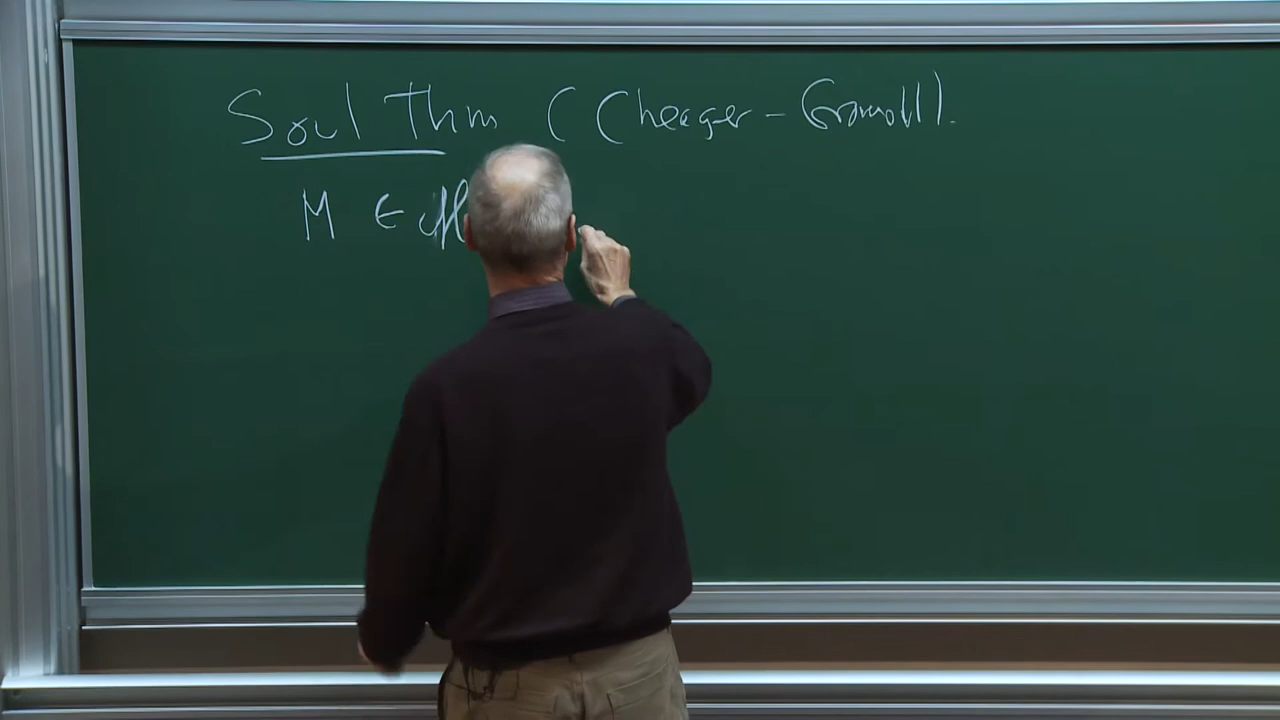 Soul Thm (Cheeger - Gromoll).
M ∈ ℳ